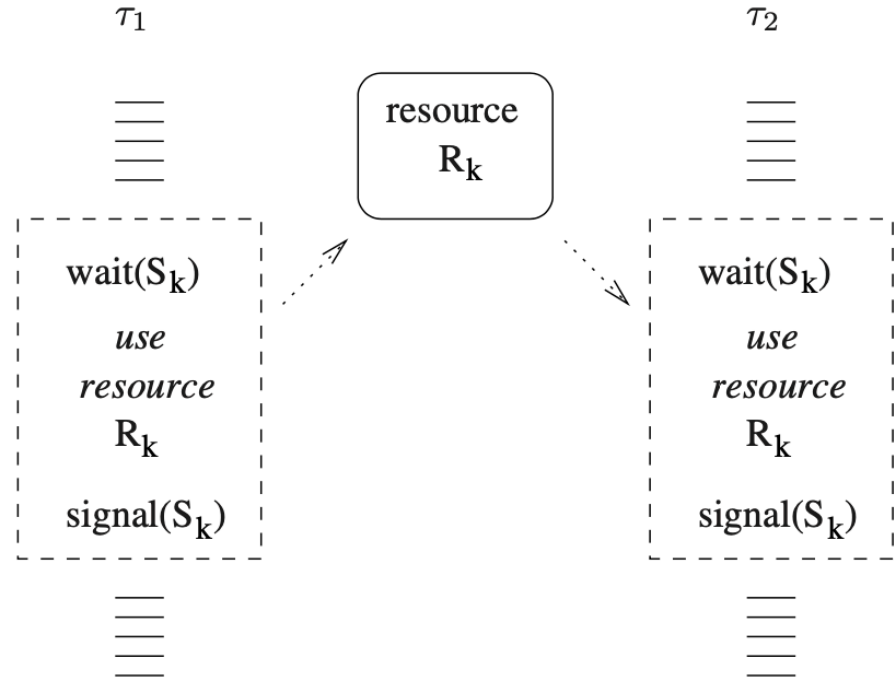 τ₁
τ₂
resource
Rₖ
wait(Sₖ)
use
resource
Rₖ
signal(Sₖ)
wait(Sₖ)
use
resource
Rₖ
signal(Sₖ)